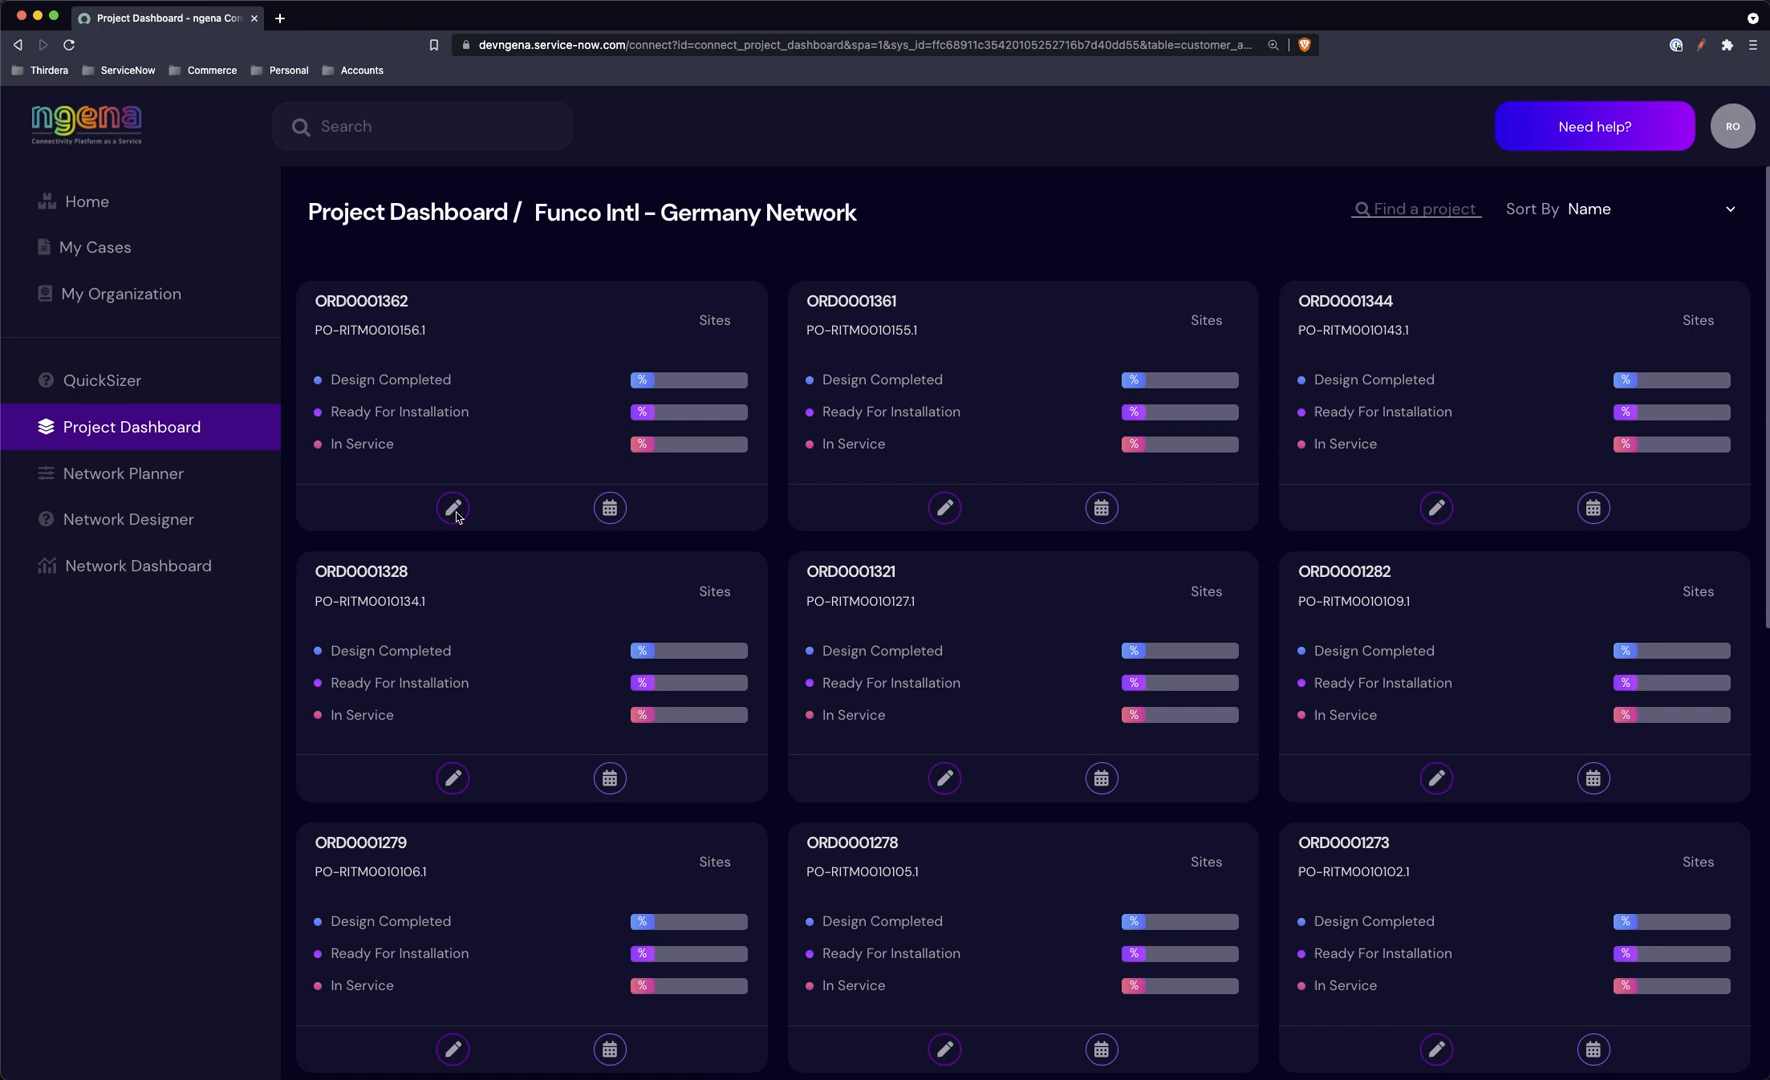 Project Dashboard - ngena Con
devngena.service-now.com/connect?id=connect_project_dashboard&spa=1&sys_id=ffc68911c35420105252716b7d40dd55&table=customer_a...
Thirdera ServiceNow Commerce Personal Accounts
ngena
Connectivity Platform as a Service
Search
Need help?
RO
Home
My Cases
My Organization
QuickSizer
Project Dashboard
Network Planner
Network Designer
Network Dashboard
Project Dashboard / Funco Intl - Germany Network
Find a project
Sort By Name
ORD0001362
PO-RITM0010156.1
Sites
Design Completed %
Ready For Installation %
In Service %
ORD0001361
PO-RITM0010155.1
Sites
Design Completed %
Ready For Installation %
In Service %
ORD0001344
PO-RITM0010143.1
Sites
Design Completed %
Ready For Installation %
In Service %
ORD0001328
PO-RITM0010134.1
Sites
Design Completed %
Ready For Installation %
In Service %
ORD0001321
PO-RITM0010127.1
Sites
Design Completed %
Ready For Installation %
In Service %
ORD0001282
PO-RITM0010109.1
Sites
Design Completed %
Ready For Installation %
In Service %
ORD0001279
PO-RITM0010106.1
Sites
Design Completed %
Ready For Installation %
In Service %
ORD0001278
PO-RITM0010105.1
Sites
Design Completed %
Ready For Installation %
In Service %
ORD0001273
PO-RITM0010102.1
Sites
Design Completed %
Ready For Installation %
In Service %